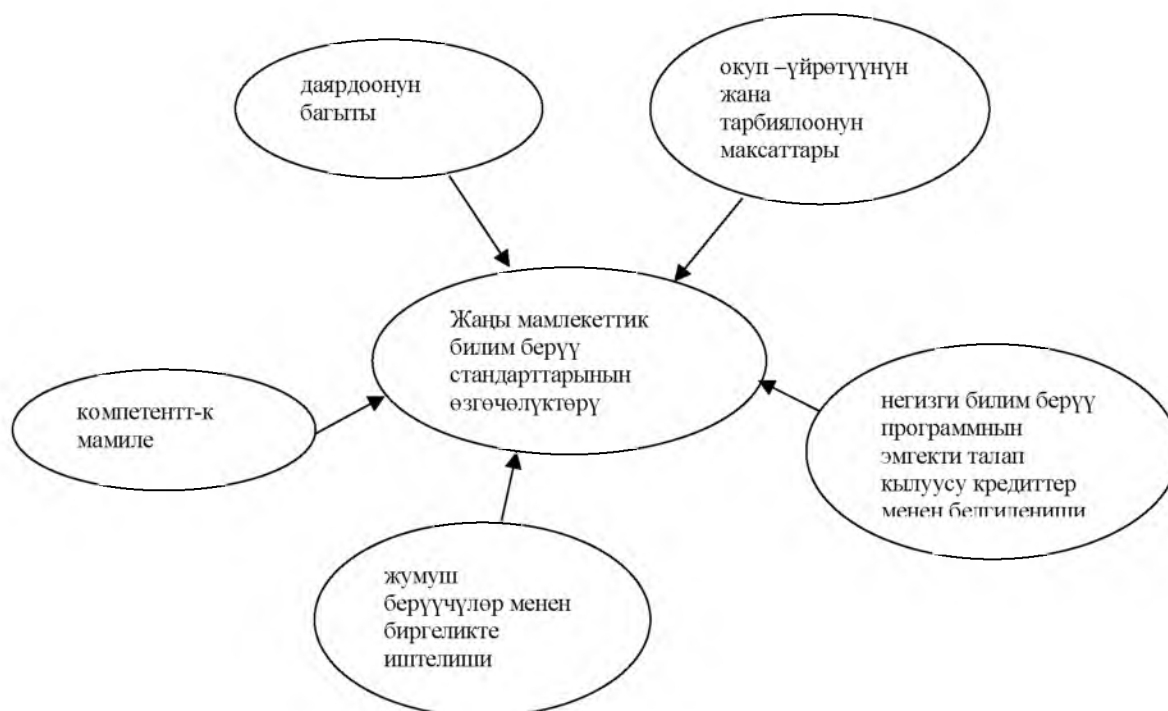 даярдоонун
багыты
окуп –үйрөтүүнүн
жана
тарбиялоонун
максаттары
Жаңы мамлекеттик
билим берүү
стандарттарынын
өзгөчөлүктөрү
компетентт-к
мамиле
негизги билим берүү
программнын
эмгекти талап
кылуусу кредиттер
менен белгилениши
жумуш
берүүчүлөр менен
биргеликте
иштелиши